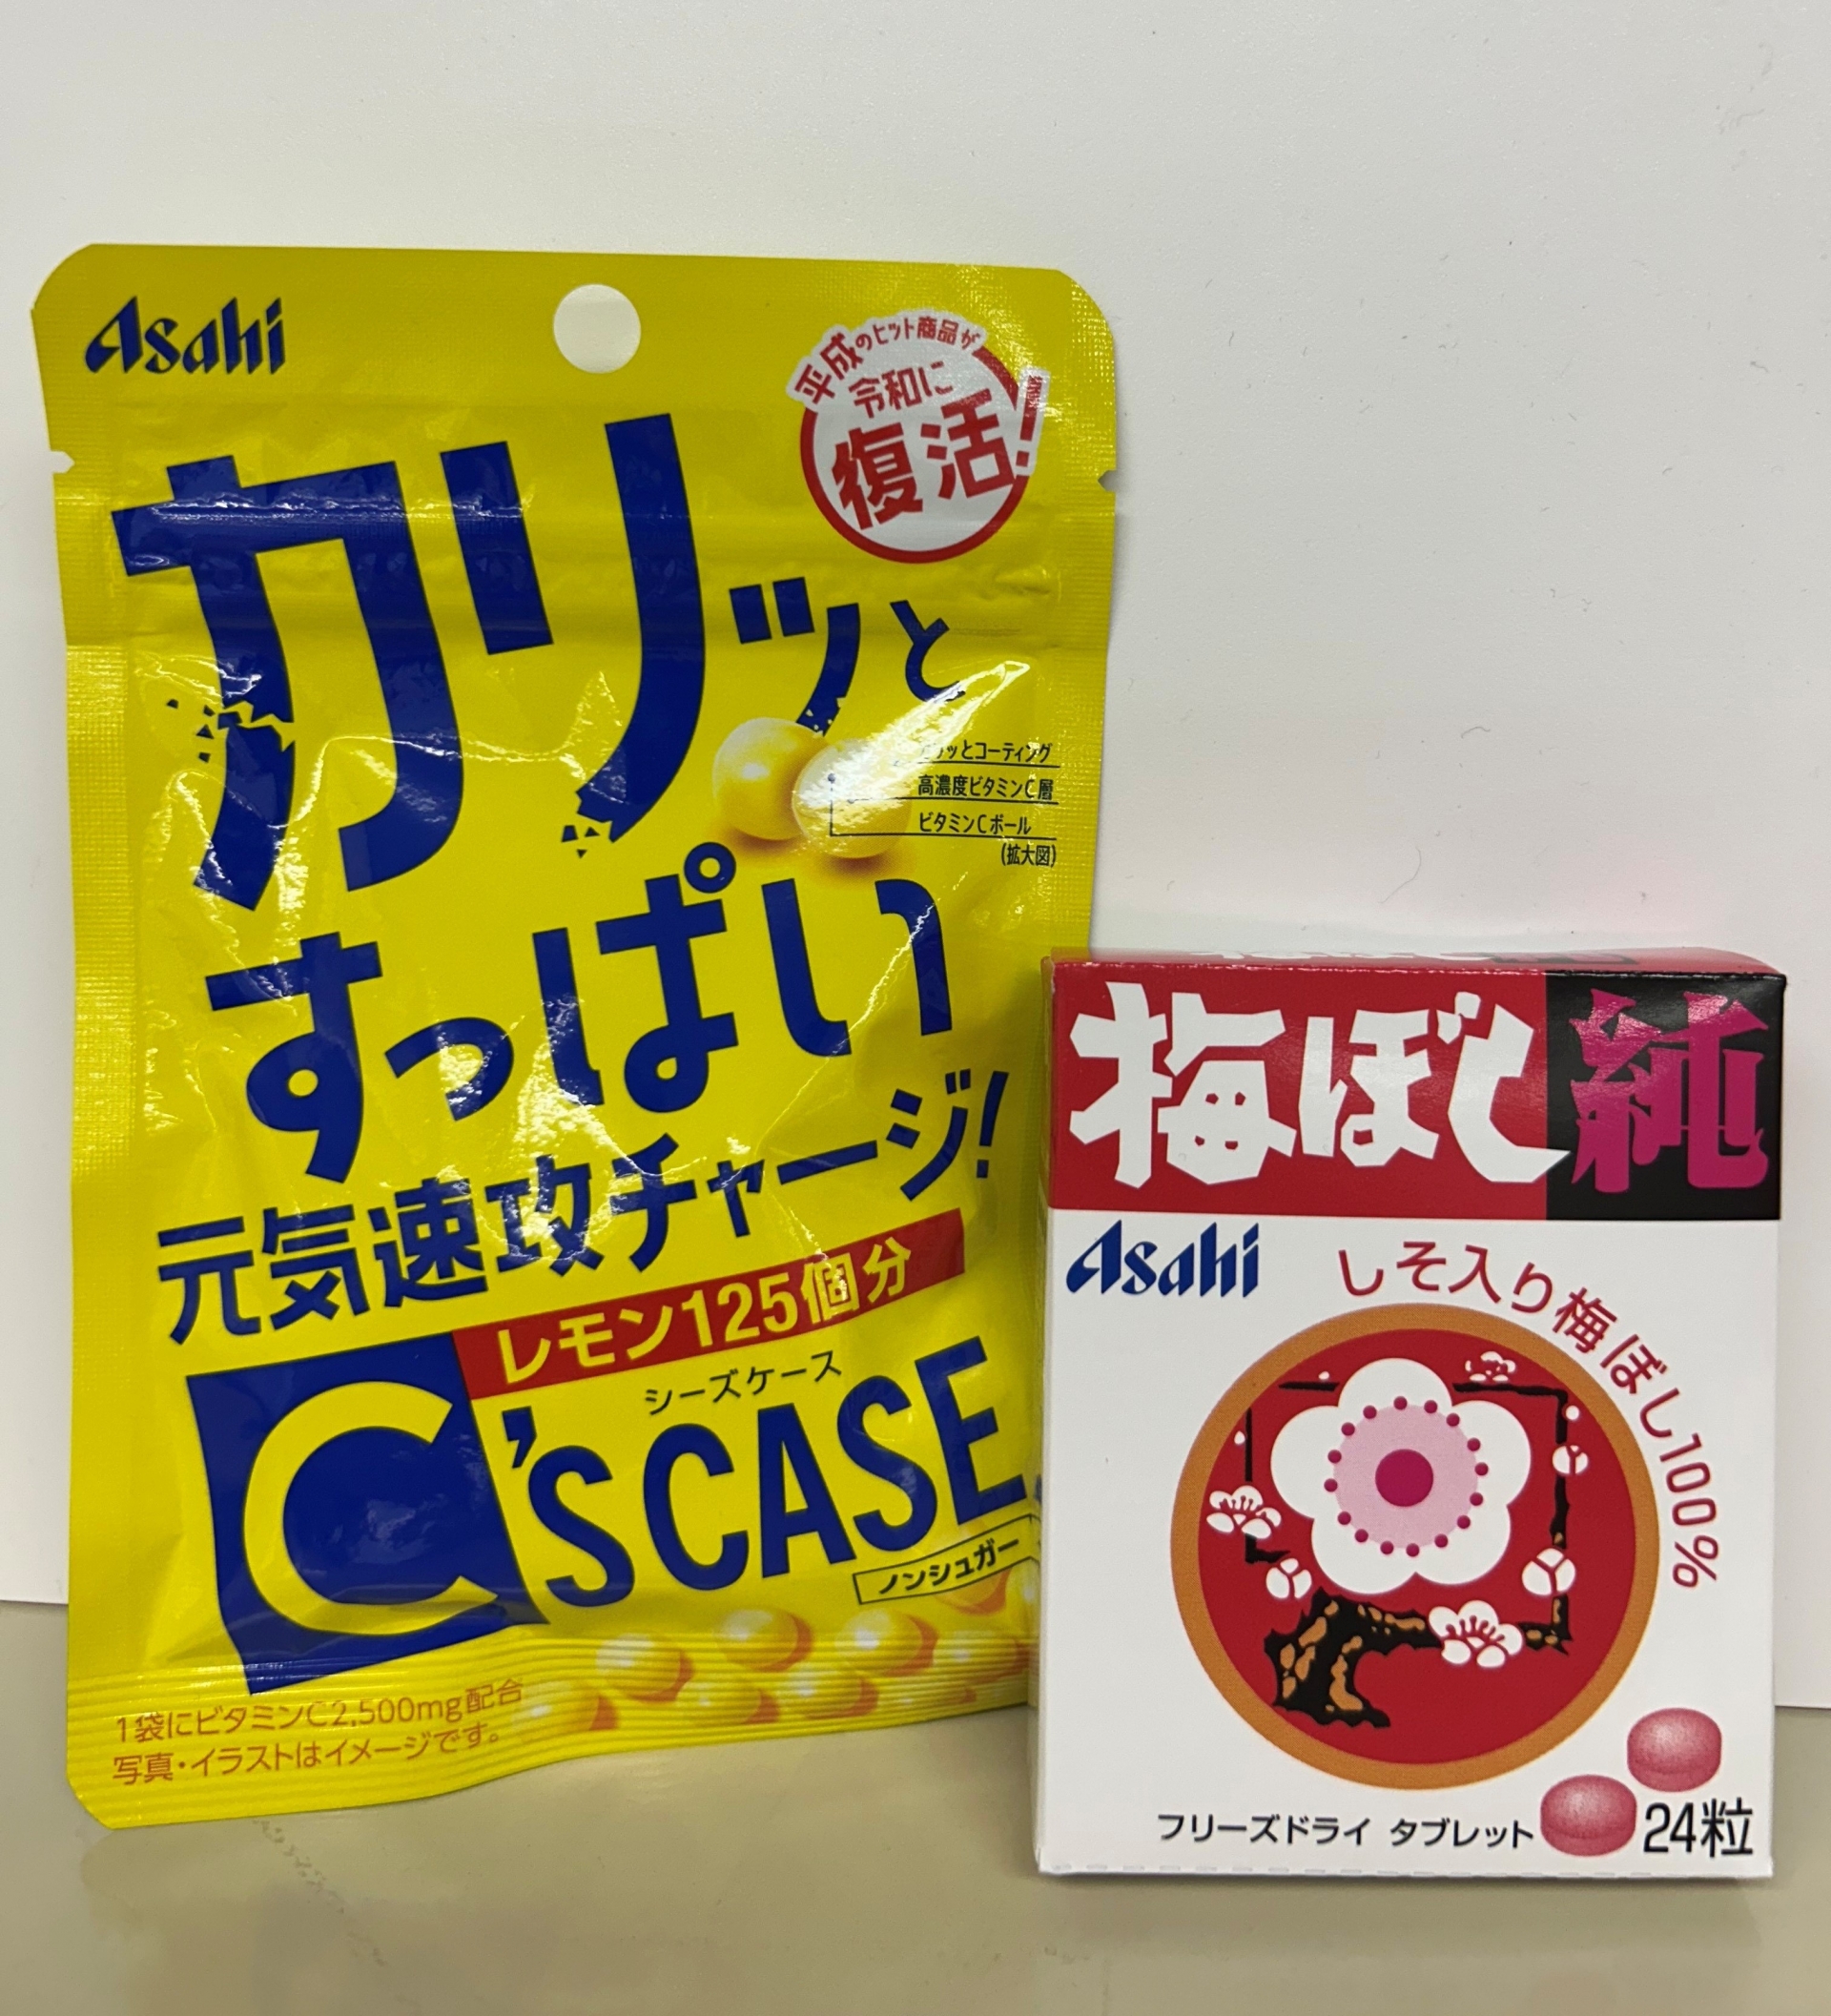 Asahi
平成のヒット商品が
令和に
復活!
カリッと
コーティング
高濃度ビタミンC層
ビタミンCボール
(拡大図)
すっぱい
元気速攻チャージ!
レモン125個分
シーズケース
C'S CASE
ノンシュガー
1袋にビタミンC2,500mg配合
写真・イラストはイメージです。
梅ぼし純
Asahi
しそ入り梅ぼし100%
フリーズドライ タブレット
24粒